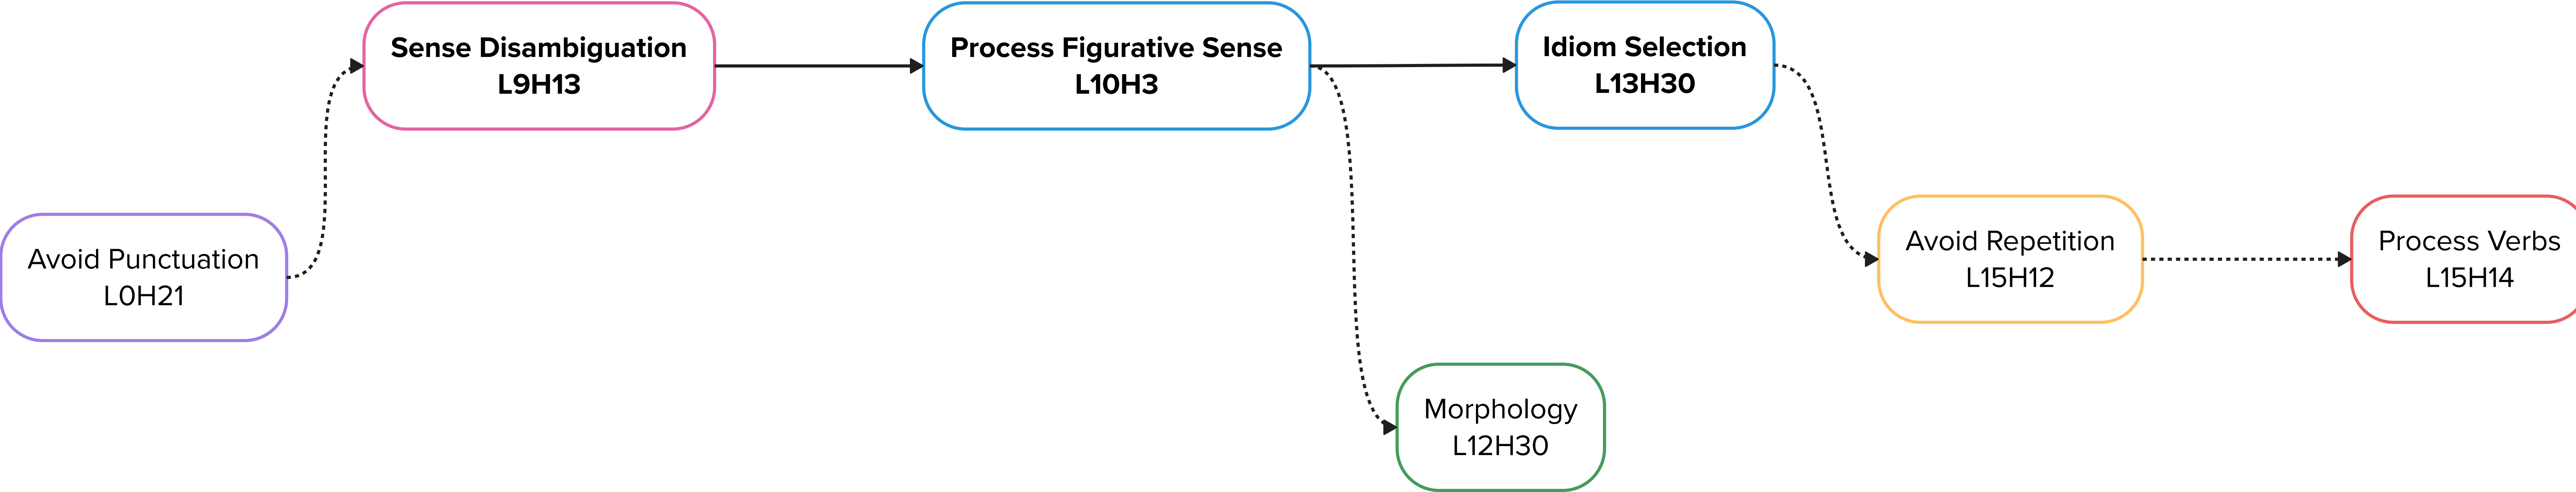 Sense Disambiguation
L9H13
Process Figurative Sense
L10H3
Idiom Selection
L13H30
Avoid Punctuation
L0H21
Avoid Repetition
L15H12
Process Verbs
L15H14
Morphology
L12H30